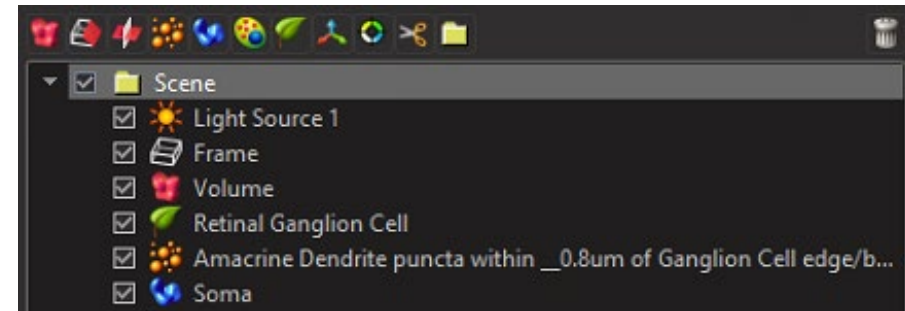 Scene
Light Source 1
Frame
Volume
Retinal Ganglion Cell
Amacrine Dendrite puncta within __0.8um of Ganglion Cell edge/b...
Soma